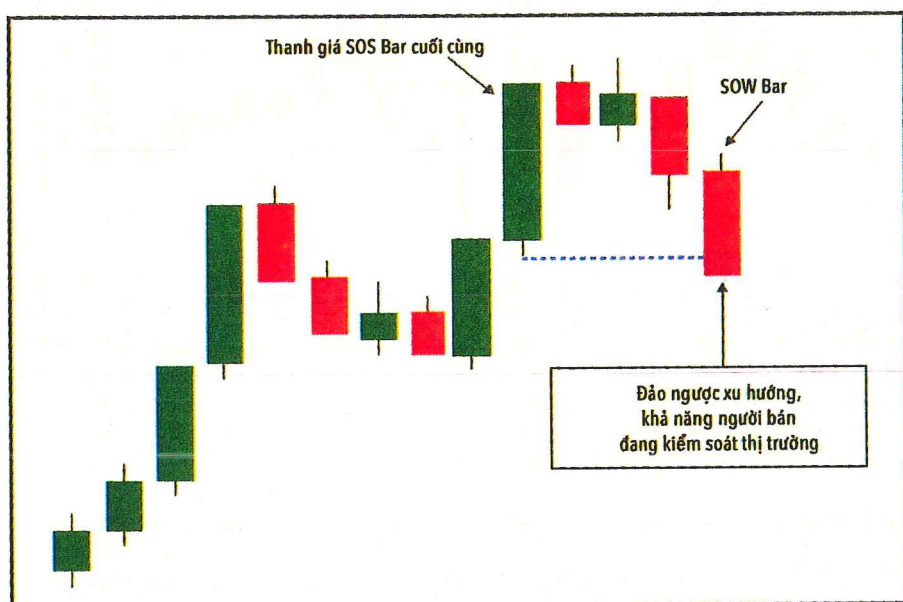 Thanh giá SOS Bar cuối cùng
SOW Bar
Đảo ngược xu hướng,
khả năng người bán
đang kiểm soát thị trường